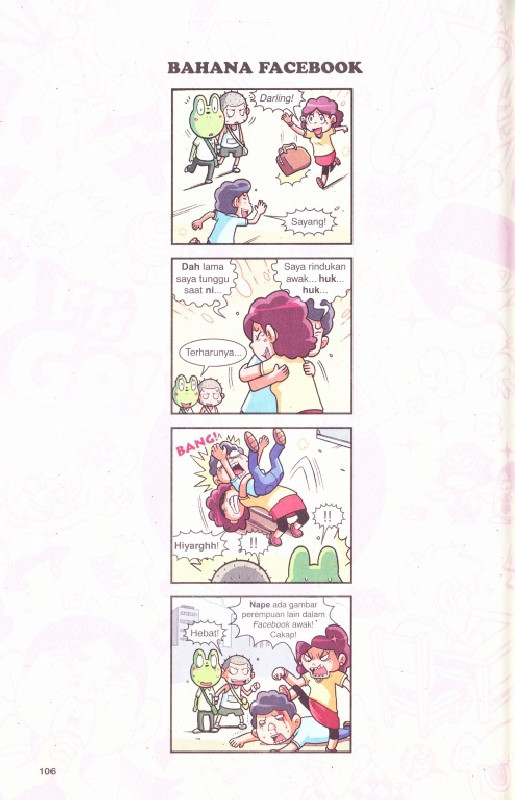 BAHANA FACEBOOK
Darling!
Sayang!
Dah lama
saya tunggu
saat ni...
Saya rindukan
awak... huk...
huk...
Terharunya...
BANG!
Hiyarghh!
!!
!!
Hebat!
Nape ada gambar
perempuan lain dalam
Facebook awak!
Cakap!
106